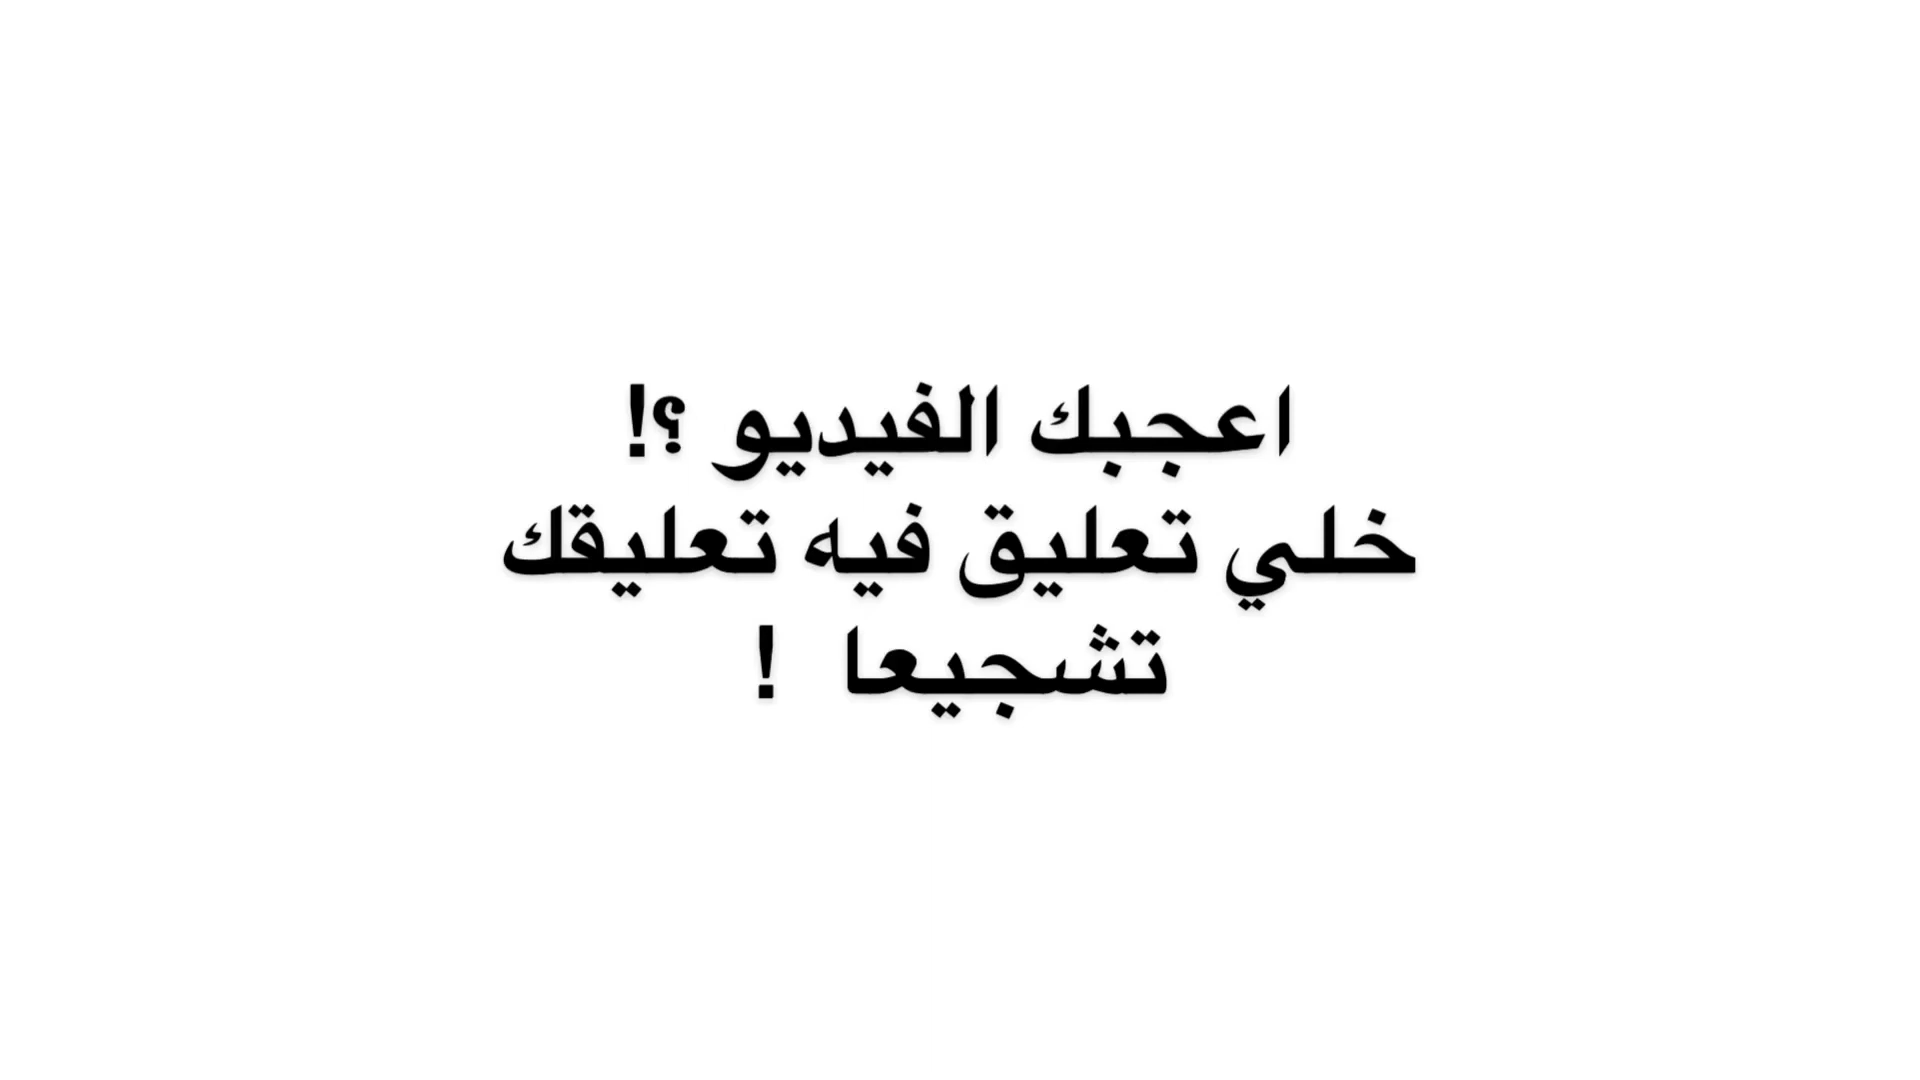 اعجبك الفيديو ؟!
خلي تعليق فيه تعليقك
تشجيعا !